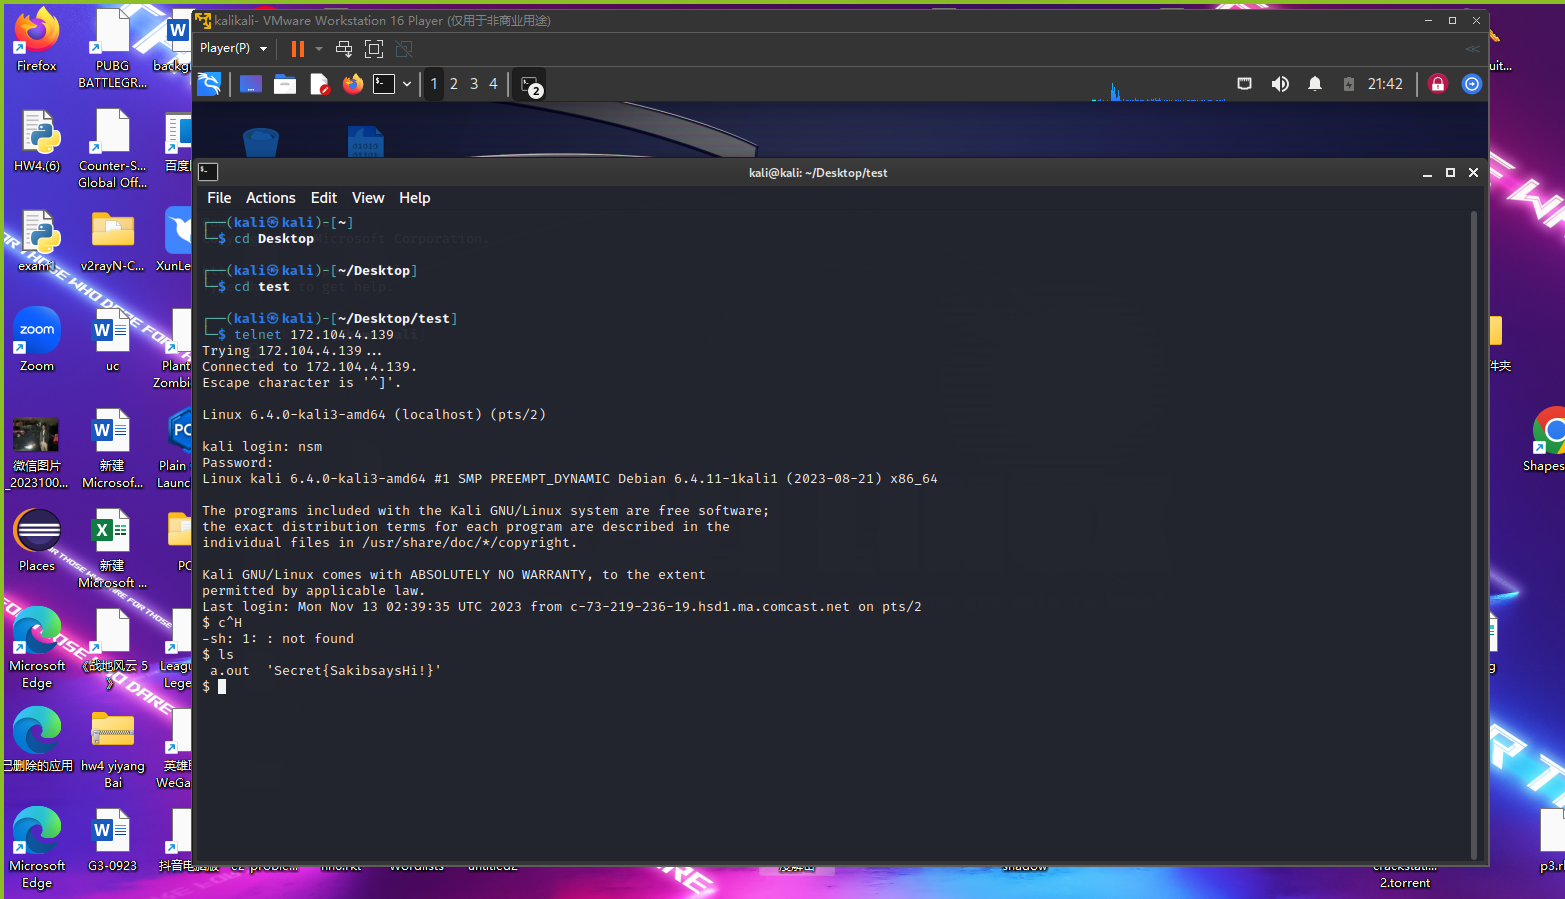 kalikali- VMware Workstation 16 Player (仅用于非商业用途)
Player(P)
1 2 3 4
2
21:42
kali@kali: ~/Desktop/test
File Actions Edit View Help
┌──(kali㉿kali)-[~]
└─$ cd Desktop
┌──(kali㉿kali)-[~/Desktop]
└─$ cd test
┌──(kali㉿kali)-[~/Desktop/test]
└─$ telnet 172.104.4.139
Trying 172.104.4.139...
Connected to 172.104.4.139.
Escape character is '^]'.
Linux 6.4.0-kali3-amd64 (localhost) (pts/2)
kali login: nsm
Password:
Linux kali 6.4.0-kali3-amd64 #1 SMP PREEMPT_DYNAMIC Debian 6.4.11-1kali1 (2023-08-21) x86_64
The programs included with the Kali GNU/Linux system are free software;
the exact distribution terms for each program are described in the
individual files in /usr/share/doc/*/copyright.
Kali GNU/Linux comes with ABSOLUTELY NO WARRANTY, to the extent
permitted by applicable law.
Last login: Mon Nov 13 02:39:35 UTC 2023 from c-73-219-236-19.hsd1.ma.comcast.net on pts/2
$ c^H
-sh: 1: : not found
$ ls
a.out 'Secret{SakibsaysHi!}'
$
Firefox
PUBG
BATTLEGR...
HW4.(6)
Counter-S...
Global Off...
exam1
v2rayN-C...
XunLe
Zoom
uc
Plant
Zombi
微信图片
_2023100...
新建
Microsof...
Plain
Launc
Places
新建
Microsoft ...
PC
Microsoft
Edge
《战地风云 5
》
Leagu
Lege
已删除的应用
hw4 yiyang
Bai
英雄
WeGa
Microsoft
Edge
G3-0923
抖音电脑版
untitled2
shadow
2.torrent
件夹
Shapes